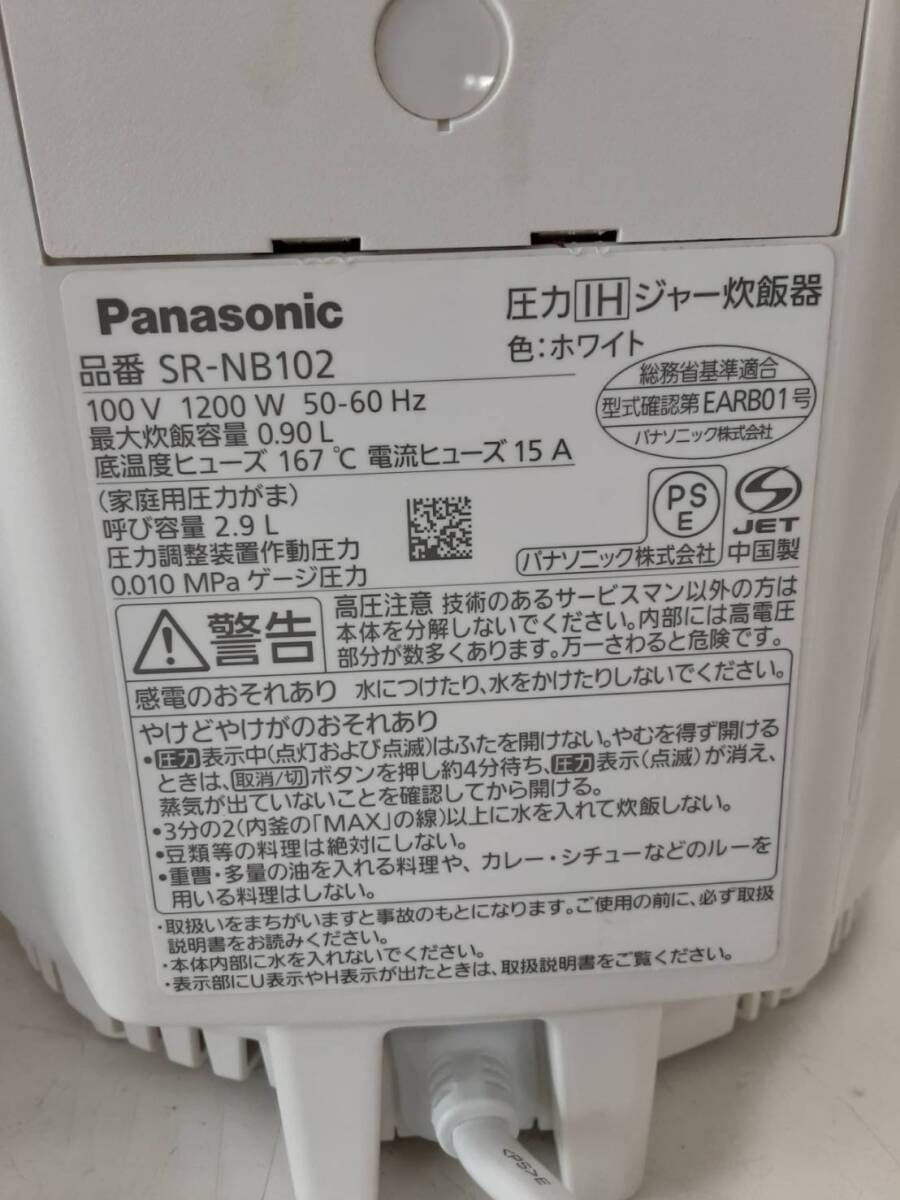 Panasonic
圧力IHジャー炊飯器
色:ホワイト
品番 SR-NB102
100 V 1200 W 50-60 Hz
最大炊飯容量 0.90 L
底温度ヒューズ 167 ℃ 電流ヒューズ 15 A
総務省基準適合
型式確認第EARB01号
パナソニック株式会社
(家庭用圧力がま)
呼び容量 2.9 L
圧力調整装置作動圧力
0.010 MPa ゲージ圧力
PS
E
パナソニック株式会社
JET
中国製
警告
高圧注意 技術のあるサービスマン以外の方は
本体を分解しないでください。内部には高電圧
部分が数多くあります。万一さわると危険です。
感電のおそれあり 水につけたり、水をかけたりしないでください。
やけどやけがのおそれあり
•圧力表示中(点灯および点滅)はふたを開けない。やむを得ず開ける
ときは、取消/切ボタンを押し約4分待ち、圧力表示(点滅)が消え、
蒸気が出ていないことを確認してから開ける。
•3分の2(内釜の「MAX」の線)以上に水を入れて炊飯しない。
•豆類等の料理は絶対にしない。
•重曹・多量の油を入れる料理や、カレー・シチューなどのルーを
用いる料理はしない。
・取扱いをまちがいますと事故のもとになります。ご使用の前に、必ず取扱
説明書をお読みください。
・本体内部に水を入れないでください。
・表示部にU表示やH表示が出たときは、取扱説明書をご覧ください。
<PS>E